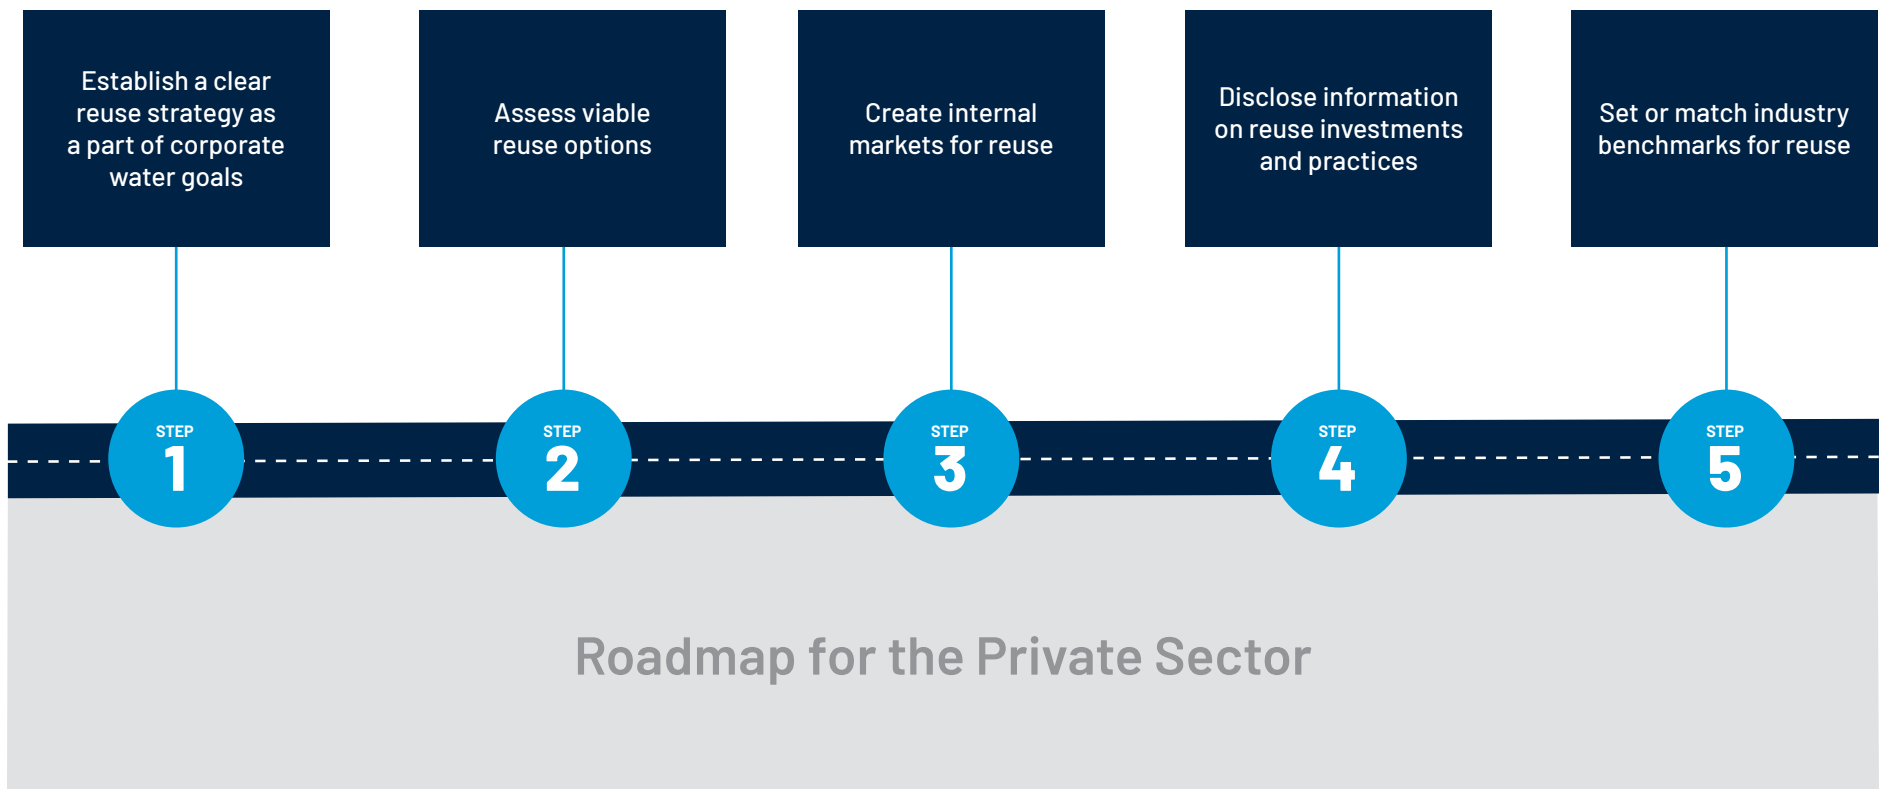 Establish a clear
reuse strategy as
a part of corporate
water goals
Assess viable
reuse options
Create internal
markets for reuse
Disclose information
on reuse investments
and practices
Set or match industry
benchmarks for reuse
STEP
1
STEP
2
STEP
3
STEP
4
STEP
5
Roadmap for the Private Sector